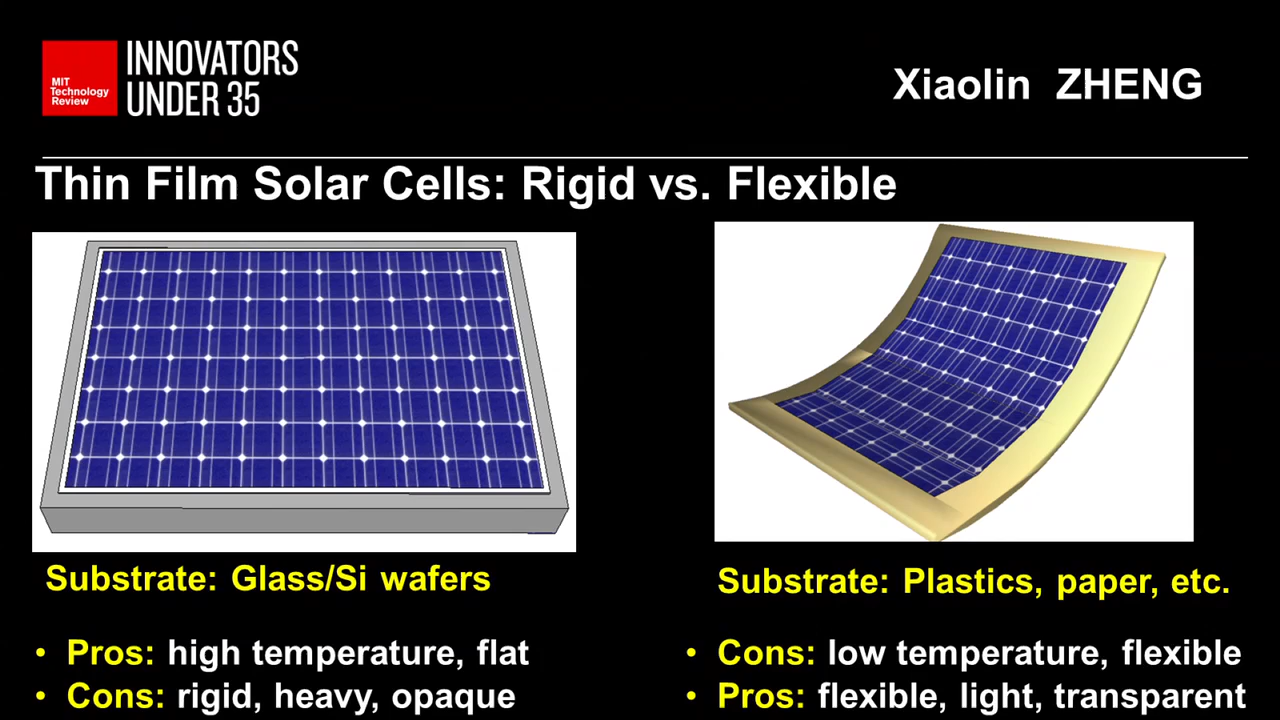 MIT
Technology
Review
INNOVATORS
UNDER 35
Xiaolin ZHENG
Thin Film Solar Cells: Rigid vs. Flexible
Substrate: Glass/Si wafers
• Pros: high temperature, flat
• Cons: rigid, heavy, opaque
Substrate: Plastics, paper, etc.
• Cons: low temperature, flexible
• Pros: flexible, light, transparent